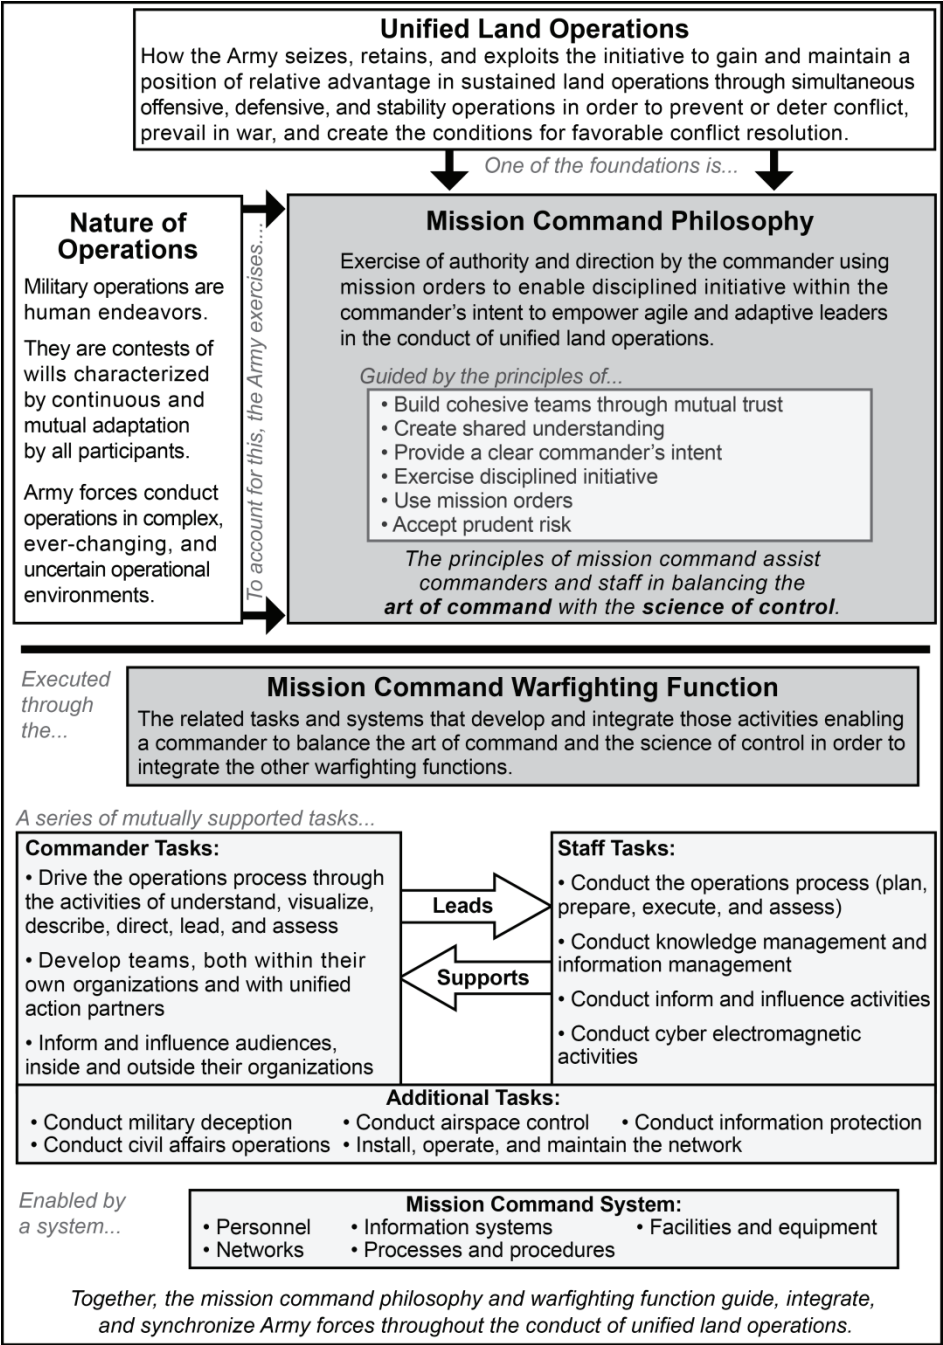 Unified Land Operations
How the Army seizes, retains, and exploits the initiative to gain and maintain a
position of relative advantage in sustained land operations through simultaneous
offensive, defensive, and stability operations in order to prevent or deter conflict,
prevail in war, and create the conditions for favorable conflict resolution.
One of the foundations is...
Nature of
Operations
Military operations are
human endeavors.
They are contests of
wills characterized
by continuous and
mutual adaptation
by all participants.
Army forces conduct
operations in complex,
ever-changing, and
uncertain operational
environments.
To account for this, the Army exercises....
Mission Command Philosophy
Exercise of authority and direction by the commander using
mission orders to enable disciplined initiative within the
commander's intent to empower agile and adaptive leaders
in the conduct of unified land operations.
Guided by the principles of...
• Build cohesive teams through mutual trust
• Create shared understanding
• Provide a clear commander's intent
• Exercise disciplined initiative
• Use mission orders
• Accept prudent risk
The principles of mission command assist
commanders and staff in balancing the
art of command with the science of control.
Executed
through
the...
Mission Command Warfighting Function
The related tasks and systems that develop and integrate those activities enabling
a commander to balance the art of command and the science of control in order to
integrate the other warfighting functions.
A series of mutually supported tasks...
Commander Tasks:
• Drive the operations process through
the activities of understand, visualize,
describe, direct, lead, and assess
• Develop teams, both within their
own organizations and with unified
action partners
• Inform and influence audiences,
inside and outside their organizations
Leads
Supports
Staff Tasks:
• Conduct the operations process (plan,
prepare, execute, and assess)
• Conduct knowledge management and
information management
• Conduct inform and influence activities
• Conduct cyber electromagnetic
activities
Additional Tasks:
• Conduct military deception • Conduct airspace control • Conduct information protection
• Conduct civil affairs operations • Install, operate, and maintain the network
Enabled by
a system...
Mission Command System:
• Personnel • Information systems • Facilities and equipment
• Networks • Processes and procedures
Together, the mission command philosophy and warfighting function guide, integrate,
and synchronize Army forces throughout the conduct of unified land operations.